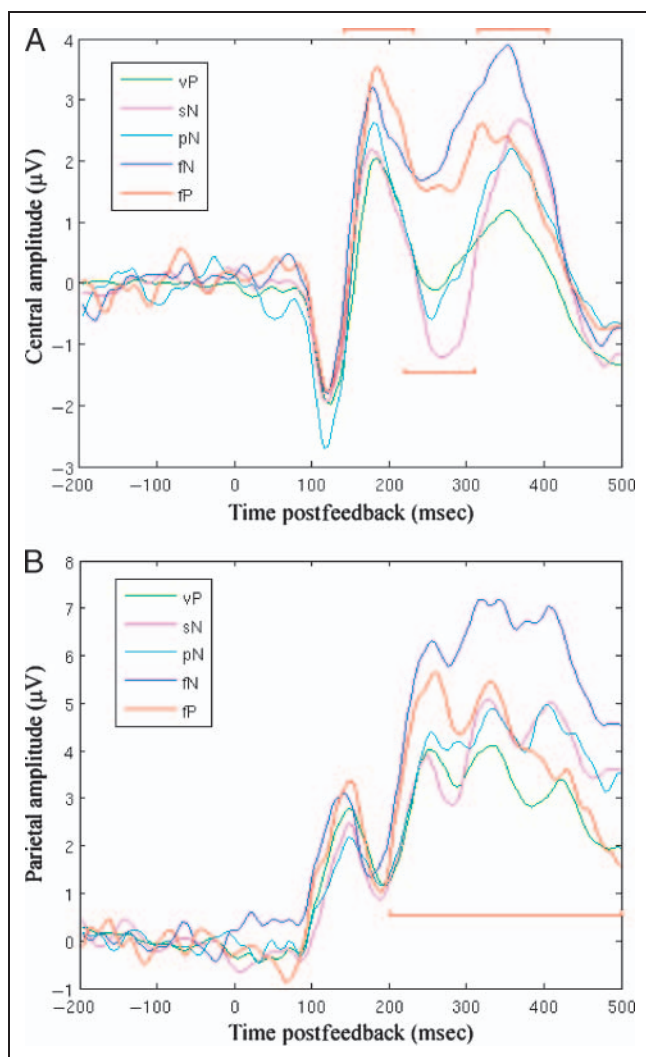 A
4
3
2
1
0
−1
−2
−3
Central amplitude (µV)
vP
sN
pN
fN
fP
−200 −100 0 100 200 300 400 500
Time postfeedback (msec)
B
8
7
6
5
4
3
2
1
0
−1
Parietal amplitude (µV)
vP
sN
pN
fN
fP
−200 −100 0 100 200 300 400 500
Time postfeedback (msec)